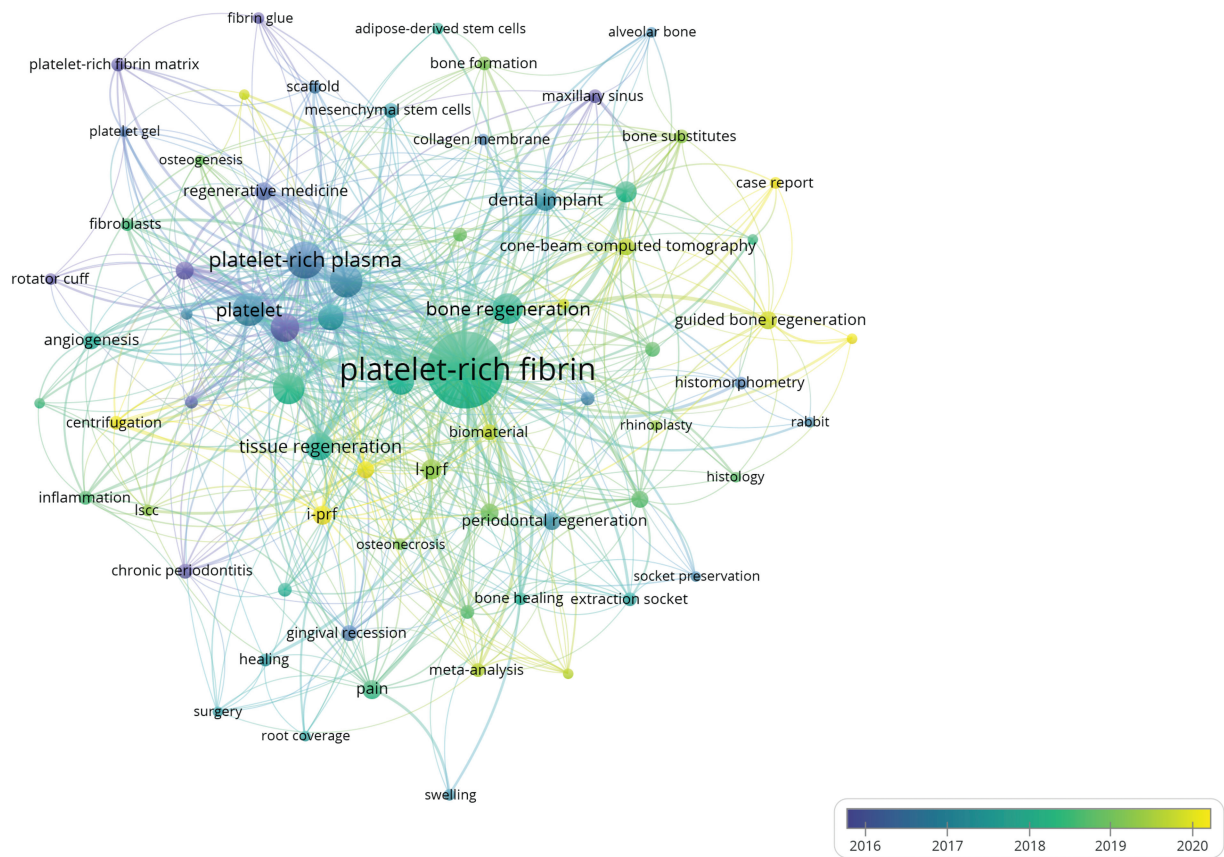 fibrin glue
adipose-derived stem cells
alveolar bone
platelet-rich fibrin matrix
bone formation
scaffold
maxillary sinus
mesenchymal stem cells
platelet gel
collagen membrane
bone substitutes
osteogenesis
regenerative medicine
case report
dental implant
fibroblasts
cone-beam computed tomography
platelet-rich plasma
rotator cuff
platelet
bone regeneration
guided bone regeneration
angiogenesis
platelet-rich fibrin
histomorphometry
centrifugation
biomaterial
rhinoplasty
rabbit
tissue regeneration
l-prf
histology
inflammation
lscc
i-prf
periodontal regeneration
osteonecrosis
chronic periodontitis
socket preservation
bone healing
extraction socket
gingival recession
healing
meta-analysis
pain
surgery
root coverage
swelling
2016 2017 2018 2019 2020